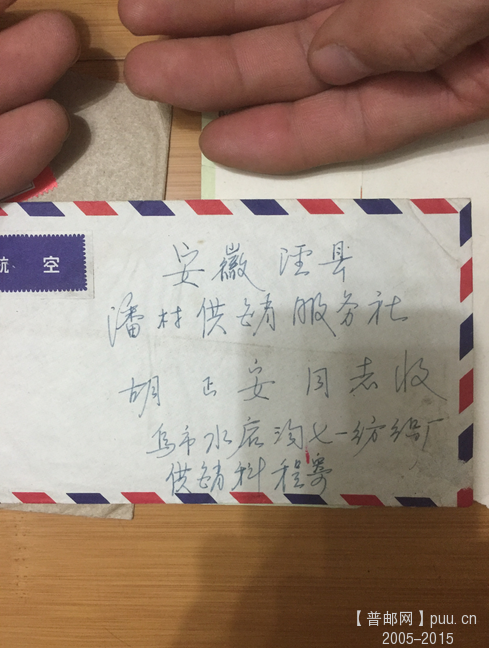 航空
安徽泾县
潘村供销服务社
胡正安同志收
乌市水店沟七一纺织厂
供销科程寄
【普邮网】puu.cn
2005-2015